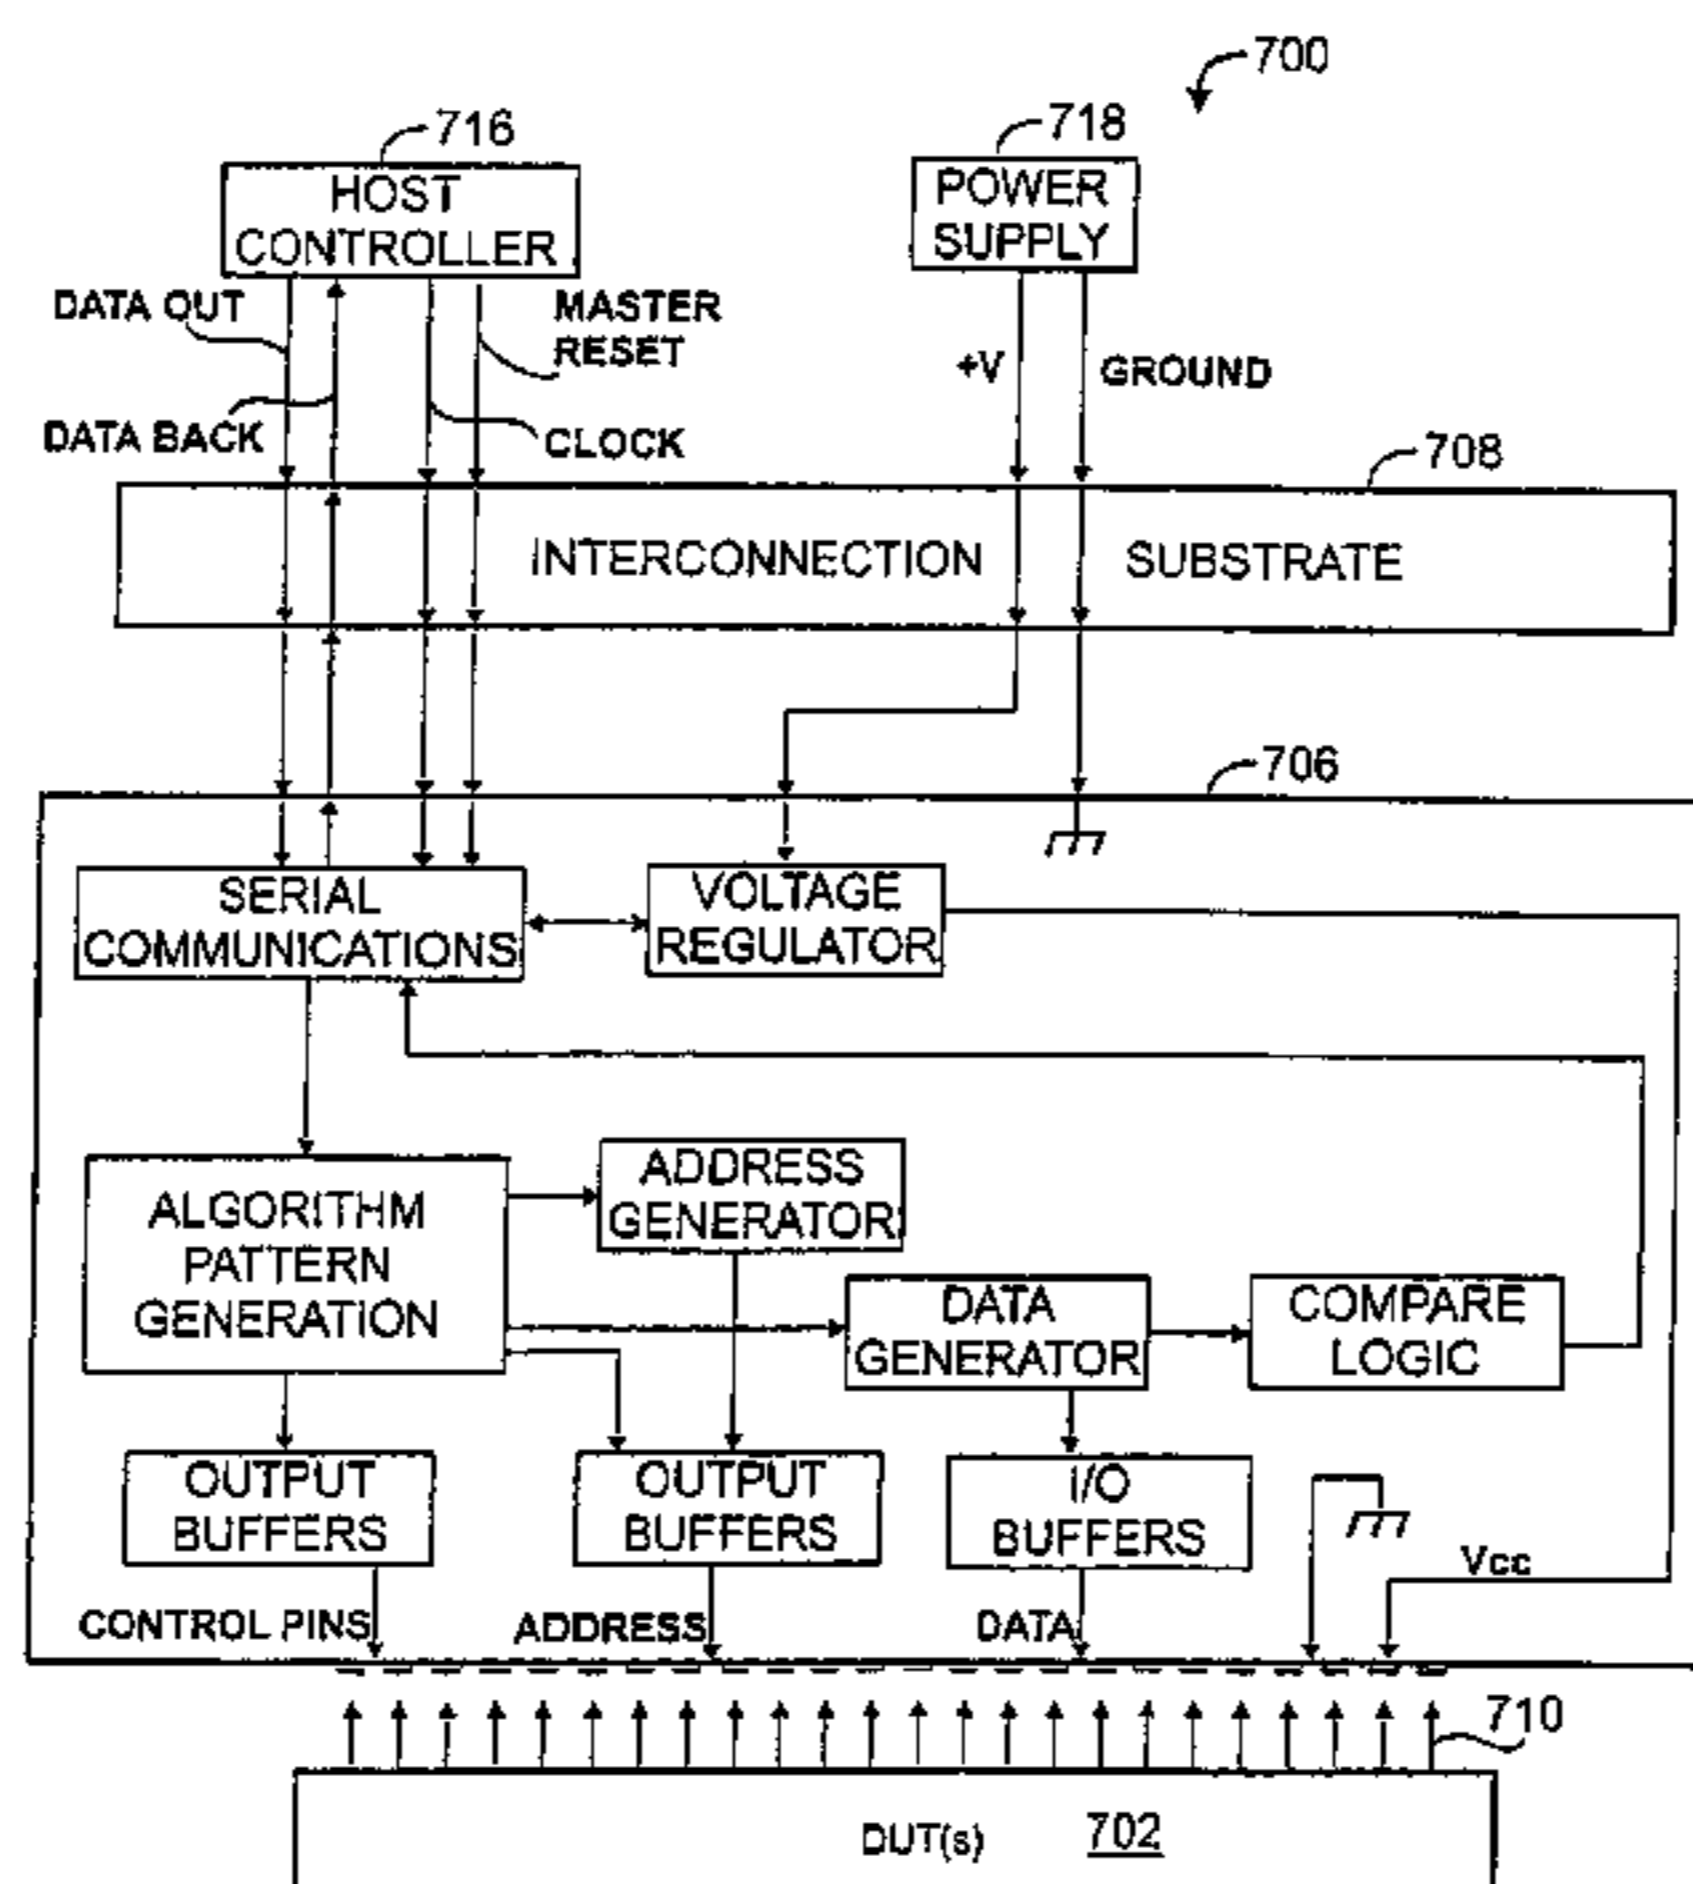 700
716
718
HOST
CONTROLLER
POWER
SUPPLY
DATA OUT
MASTER
RESET
+V
GROUND
DATA BACK
CLOCK
708
INTERCONNECTION SUBSTRATE
706
SERIAL
COMMUNICATIONS
VOLTAGE
REGULATOR
ALGORITHM
PATTERN
GENERATION
ADDRESS
GENERATOR
DATA
GENERATOR
COMPARE
LOGIC
OUTPUT
BUFFERS
OUTPUT
BUFFERS
I/O
BUFFERS
Vcc
CONTROL PINS
ADDRESS
DATA
710
DUT(s) 702